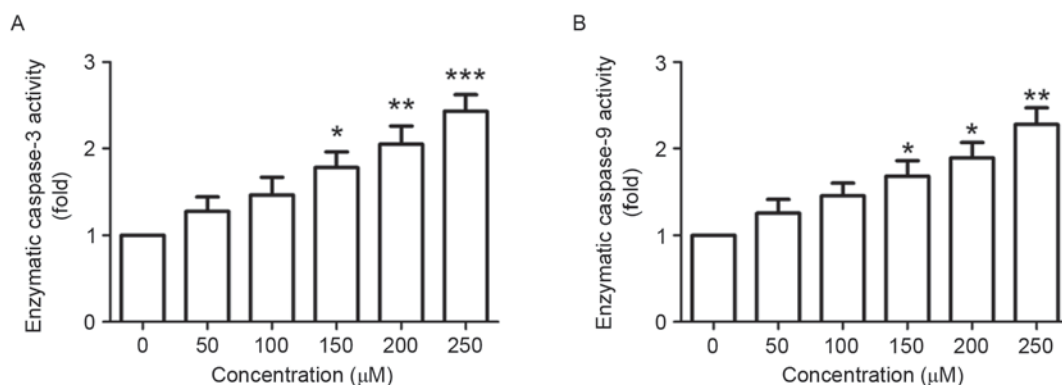 A
Enzymatic caspase-3 activity
(fold)
3
2
1
0
*
**
***
0 50 100 150 200 250
Concentration (μM)
B
Enzymatic caspase-9 activity
(fold)
3
2
1
0
*
*
**
0 50 100 150 200 250
Concentration (μM)